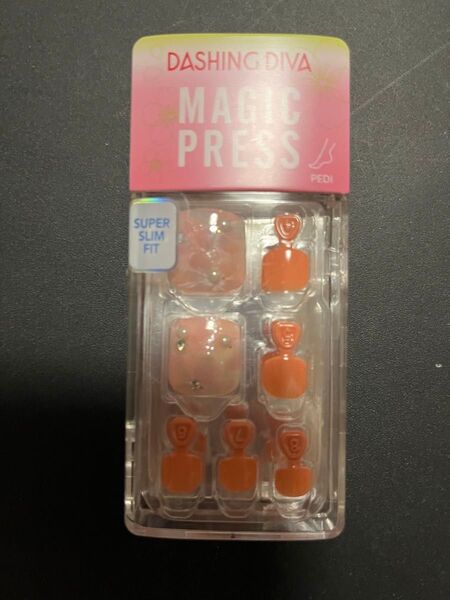 DASHING DIVA
MAGIC
PRESS
PEDI
SUPER
SLIM
FIT